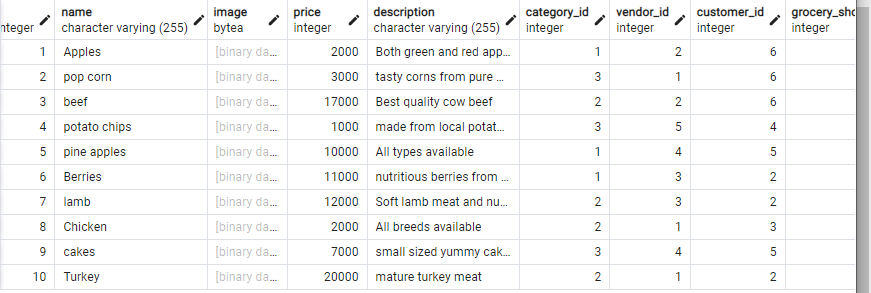 name image price description category_id vendor_id customer_id
integer character varying (255) bytea integer character varying (255) integer integer integer integer
1 Apples [binary da... 2000 Both green and red app... 1 2 6
2 pop corn [binary da... 3000 tasty corns from pure ... 3 1 6
3 beef [binary da... 17000 Best quality cow beef 2 2 6
4 potato chips [binary da... 1000 made from local potat... 3 5 4
5 pine apples [binary da... 10000 All types available 1 4 5
6 Berries [binary da... 11000 nutritious berries from ... 1 3 2
7 lamb [binary da... 12000 Soft lamb meat and nu... 2 3 2
8 Chicken [binary da... 2000 All breeds available 2 1 3
9 cakes [binary da... 7000 small sized yummy cak... 3 4 5
10 Turkey [binary da... 20000 mature turkey meat 2 1 2